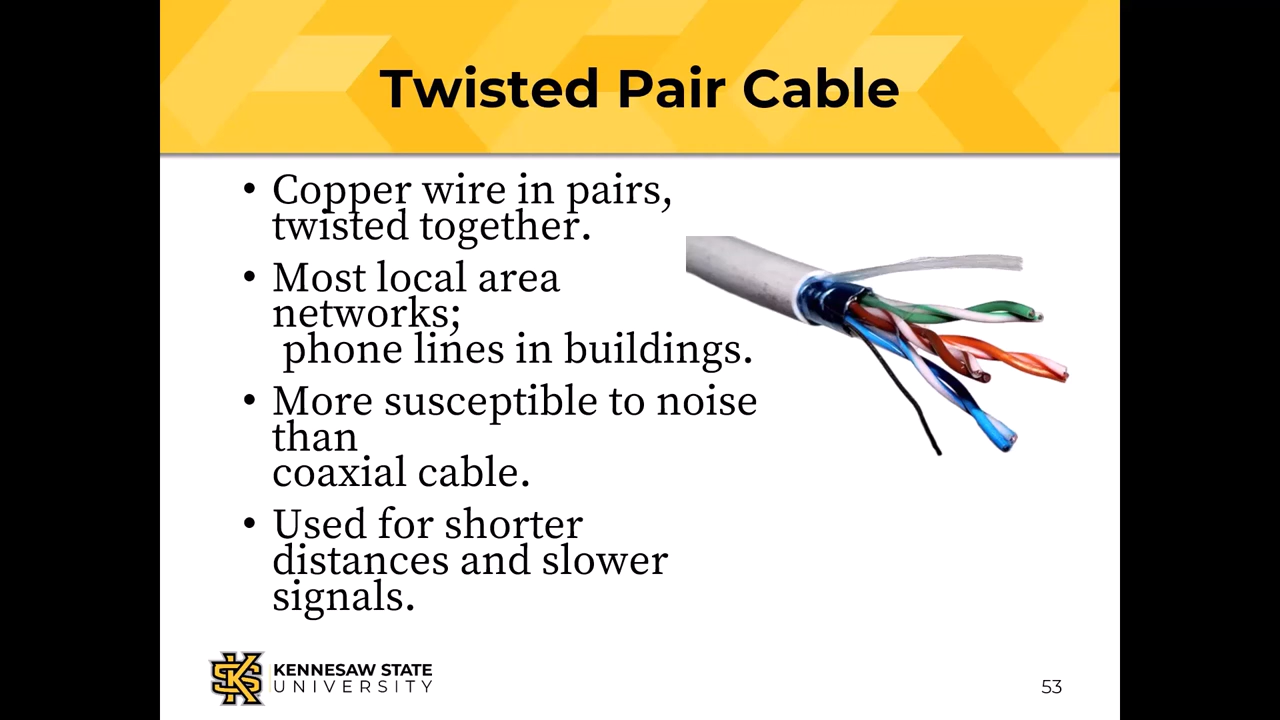 Twisted Pair Cable
• Copper wire in pairs,
twisted together.
• Most local area
networks;
phone lines in buildings.
• More susceptible to noise
than
coaxial cable.
• Used for shorter
distances and slower
signals.
KS
KENNESAW STATE
UNIVERSITY
53